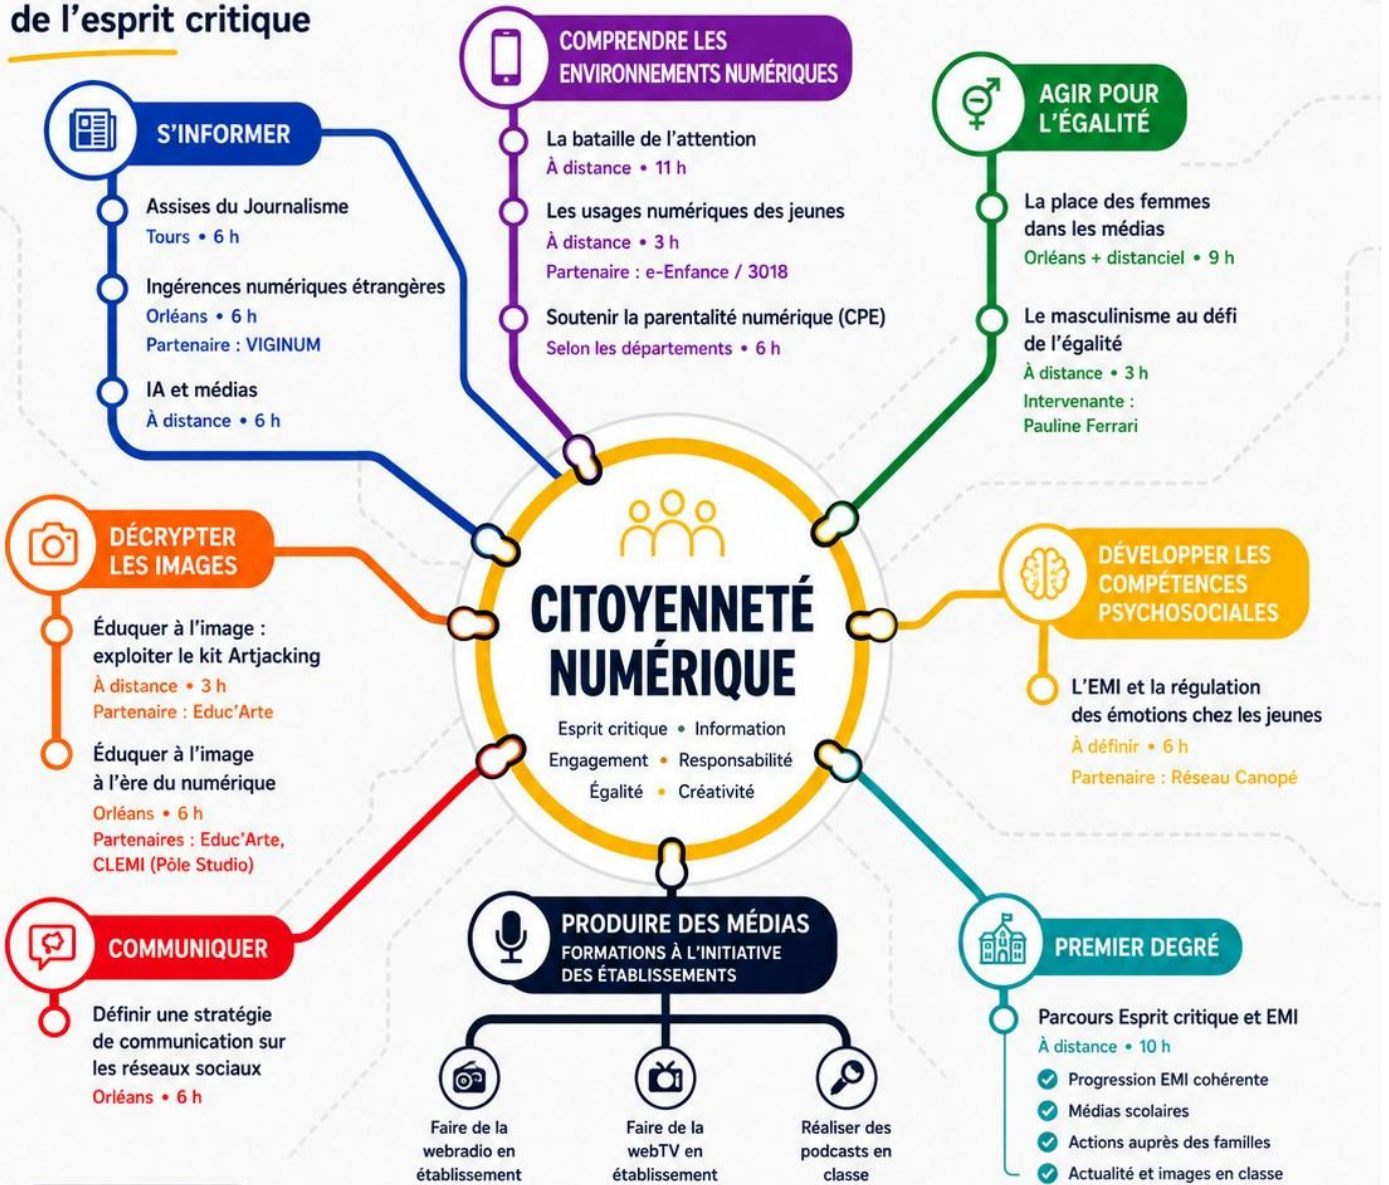 de l'esprit critique
S'INFORMER
Assises du Journalisme
Tours • 6 h
Ingérences numériques étrangères
Orléans • 6 h
Partenaire : VIGINUM
IA et médias
À distance • 6 h
COMPRENDRE LES
ENVIRONNEMENTS NUMÉRIQUES
La bataille de l'attention
À distance • 11 h
Les usages numériques des jeunes
À distance • 3 h
Partenaire : e-Enfance / 3018
Soutenir la parentalité numérique (CPE)
Selon les départements • 6 h
AGIR POUR
L'ÉGALITÉ
La place des femmes
dans les médias
Orléans + distanciel • 9 h
Le masculinisme au défi
de l'égalité
À distance • 3 h
Intervenante :
Pauline Ferrari
DÉCRYPTER
LES IMAGES
Éduquer à l'image :
exploiter le kit Artjacking
À distance • 3 h
Partenaire : Educ'Arte
Éduquer à l'image
à l'ère du numérique
Orléans • 6 h
Partenaires : Educ'Arte,
CLEMI (Pôle Studio)
CITOYENNETÉ
NUMÉRIQUE
Esprit critique • Information
Engagement • Responsabilité
Égalité • Créativité
DÉVELOPPER LES
COMPÉTENCES
PSYCHOSOCIALES
L'EMI et la régulation
des émotions chez les jeunes
À définir • 6 h
Partenaire : Réseau Canopé
COMMUNIQUER
Définir une stratégie
de communication sur
les réseaux sociaux
Orléans • 6 h
PRODUIRE DES MÉDIAS
FORMATIONS À L'INITIATIVE
DES ÉTABLISSEMENTS
Faire de la
webradio en
établissement
Faire de la
webTV en
établissement
Réaliser des
podcasts en
classe
PREMIER DEGRÉ
Parcours Esprit critique et EMI
À distance • 10 h
Progression EMI cohérente
Médias scolaires
Actions auprès des familles
Actualité et images en classe